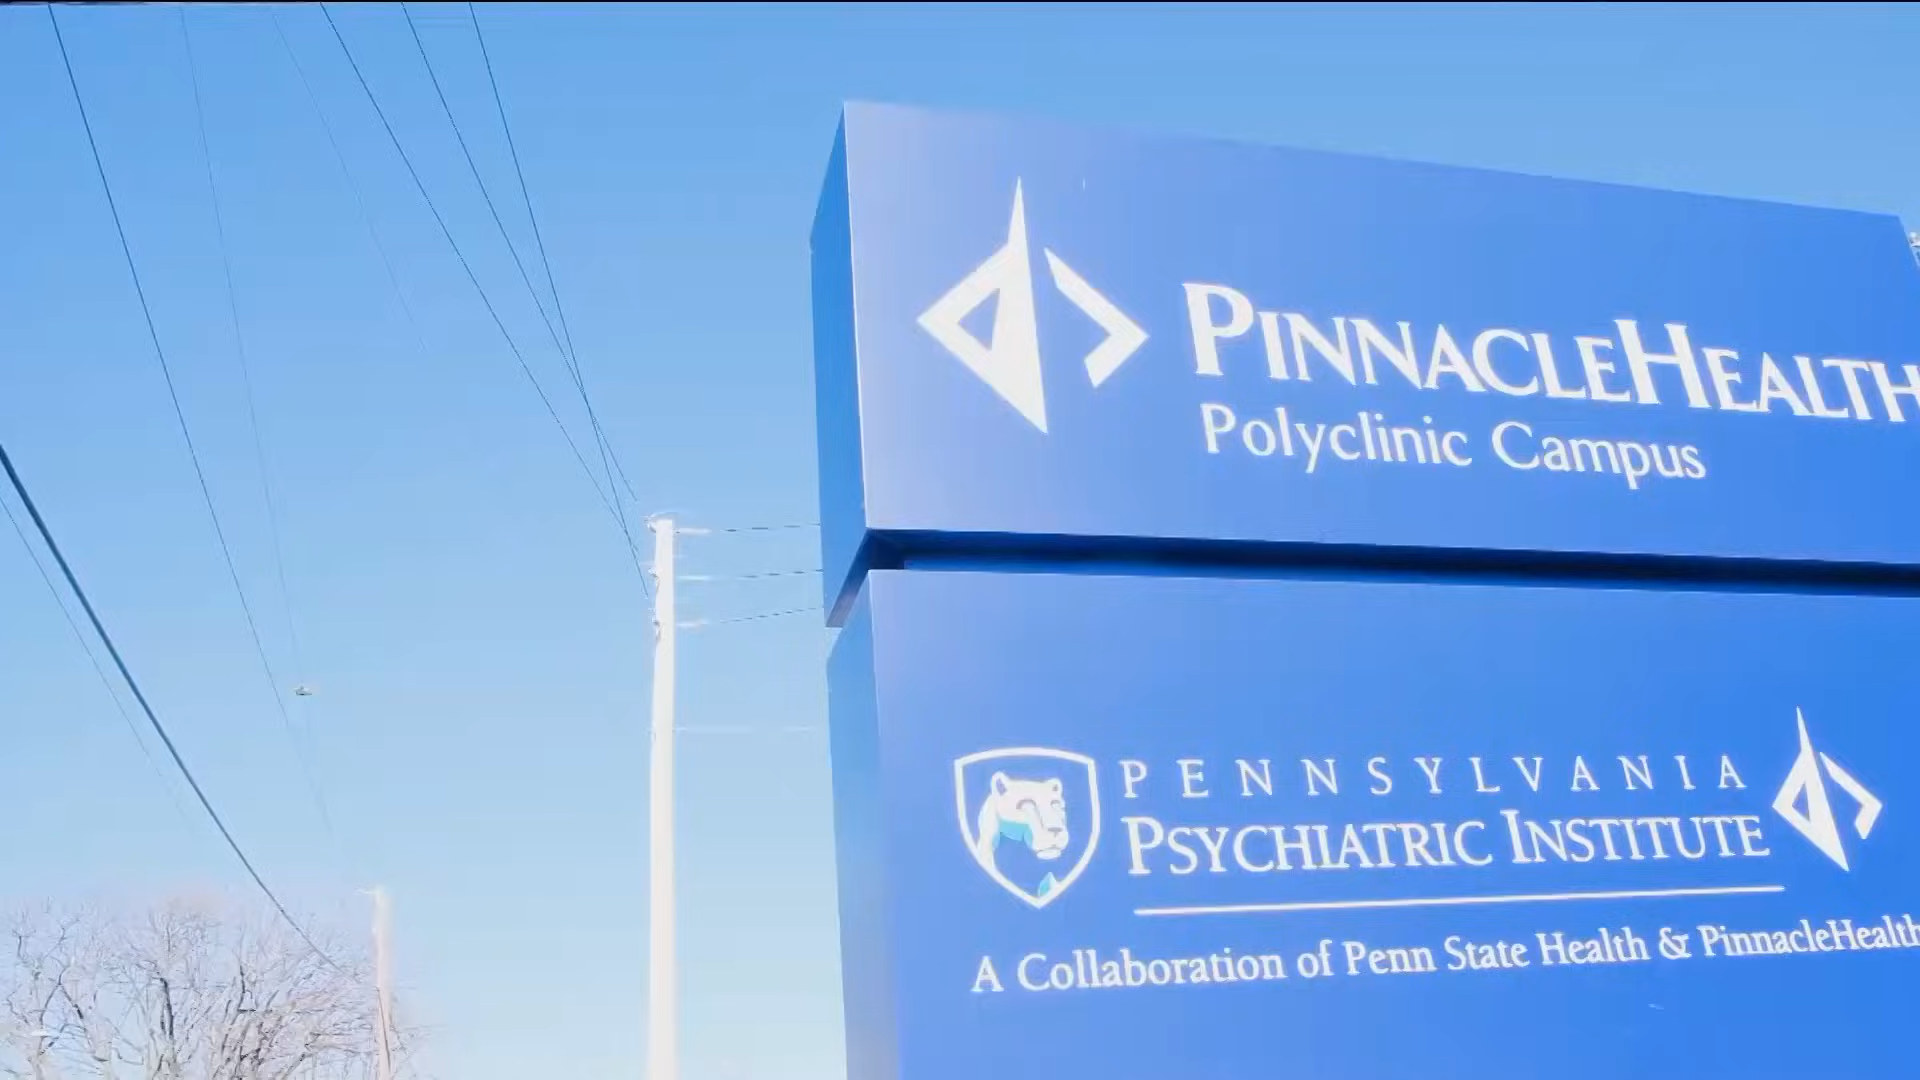 PINNACLEHEALTH
Polyclinic Campus
PENNSYLVANIA
PSYCHIATRIC INSTITUTE
A Collaboration of Penn State Health & PinnacleHealth